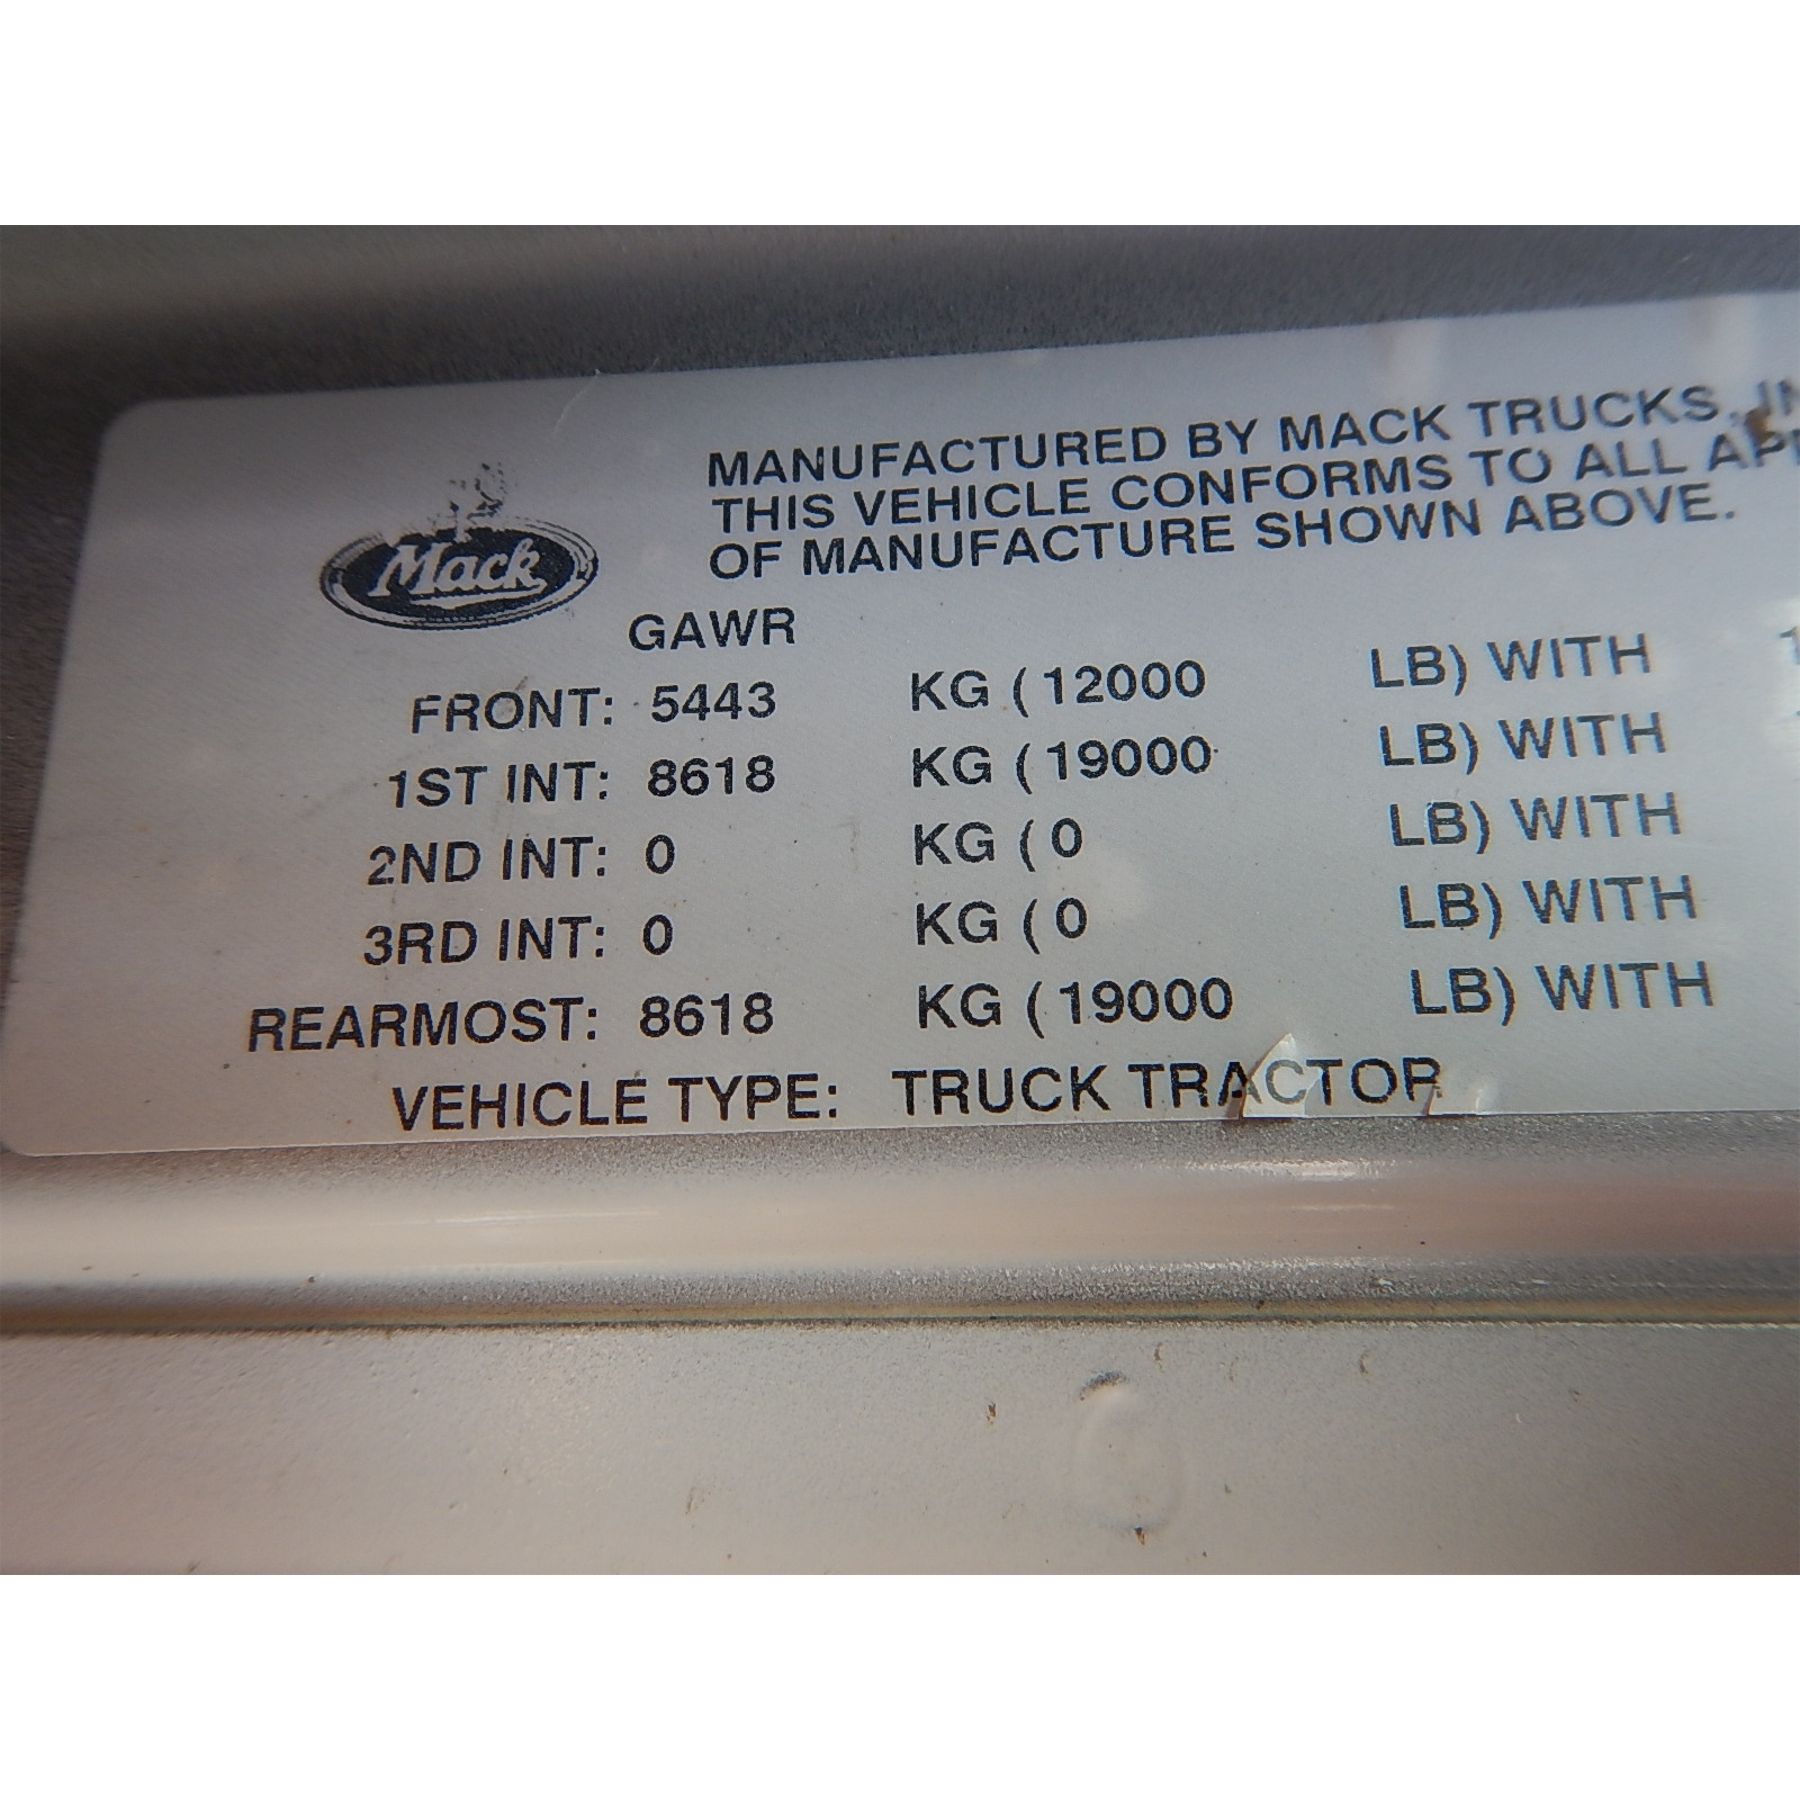 MANUFACTURED BY MACK TRUCKS,
THIS VEHICLE CONFORMS TO ALL
OF MANUFACTURE SHOWN ABOVE.
Mack
GAWR
FRONT: 5443 KG (12000 LB) WITH
1ST INT: 8618 KG (19000 LB) WITH
2ND INT: 0 KG (0 LB) WITH
3RD INT: 0 KG (0 LB) WITH
REARMOST: 8618 KG (19000 LB) WITH
VEHICLE TYPE: TRUCK TRACTOR